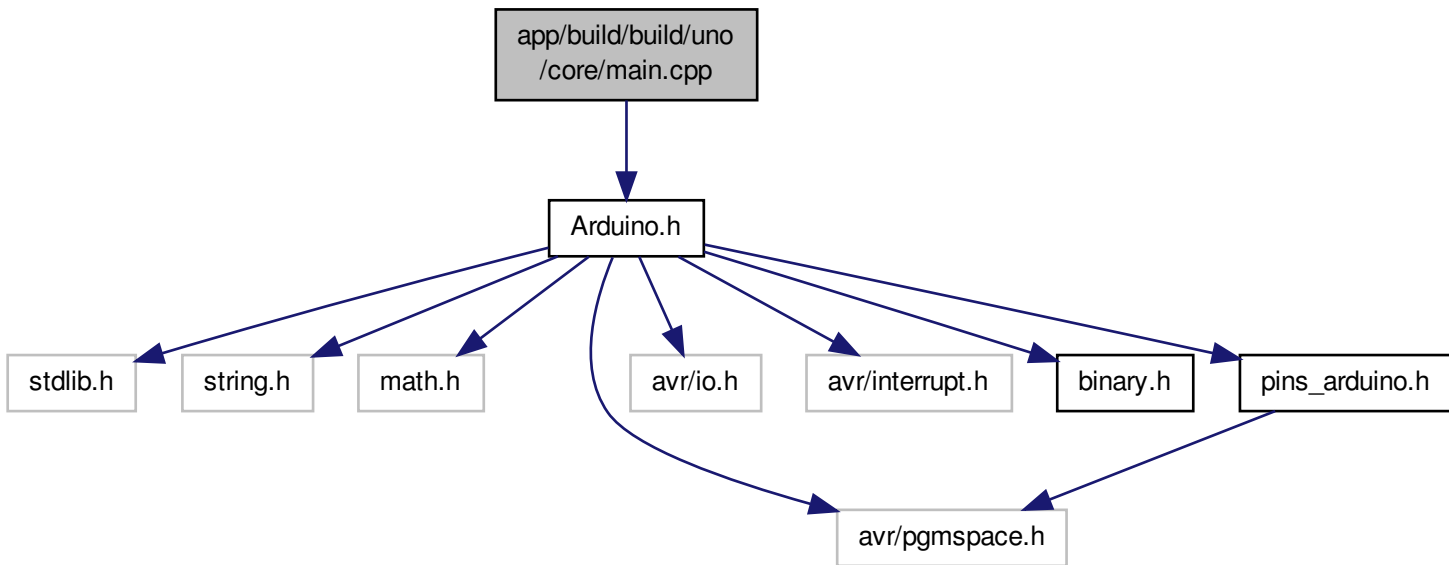 app/build/build/uno
/core/main.cpp
Arduino.h
stdlib.h
string.h
math.h
avr/io.h
avr/interrupt.h
binary.h
pins_arduino.h
avr/pgmspace.h